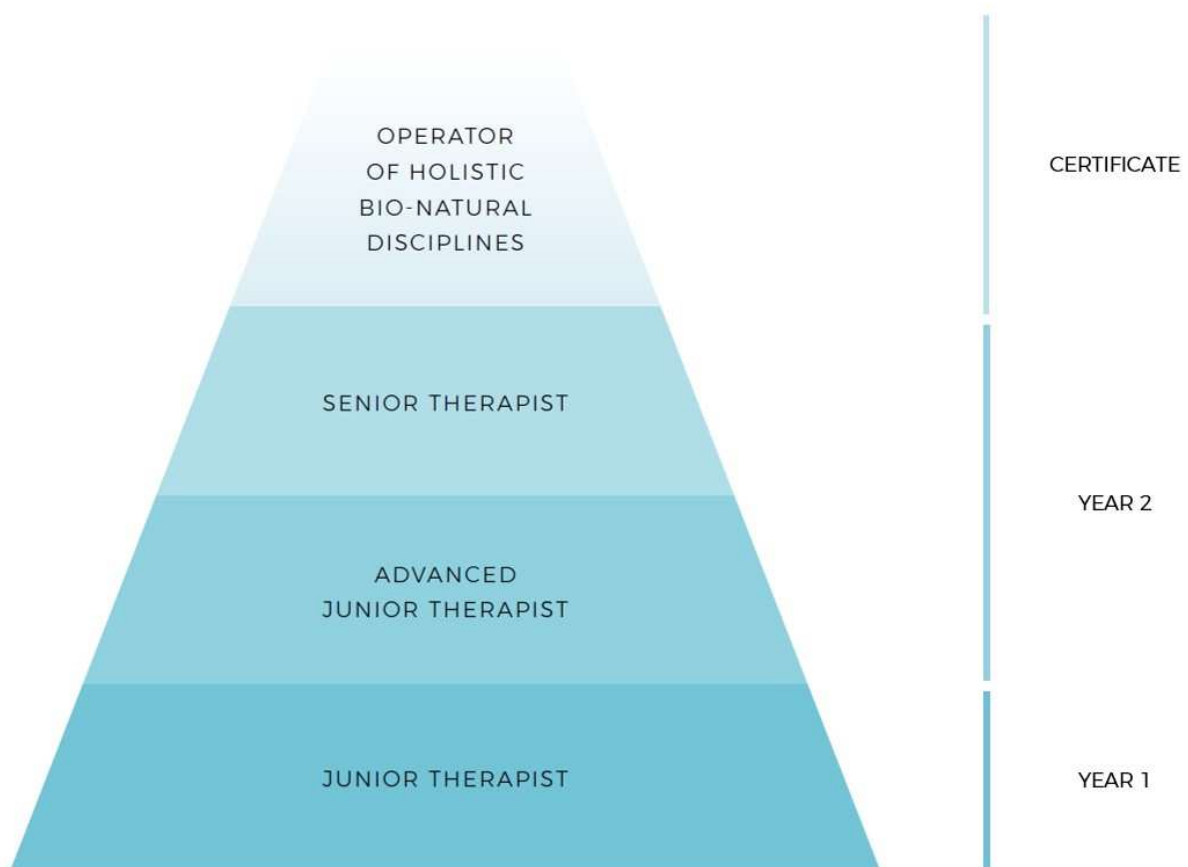 OPERATOR
OF HOLISTIC
BIO-NATURAL
DISCIPLINES
CERTIFICATE
SENIOR THERAPIST
YEAR 2
ADVANCED
JUNIOR THERAPIST
JUNIOR THERAPIST
YEAR 1